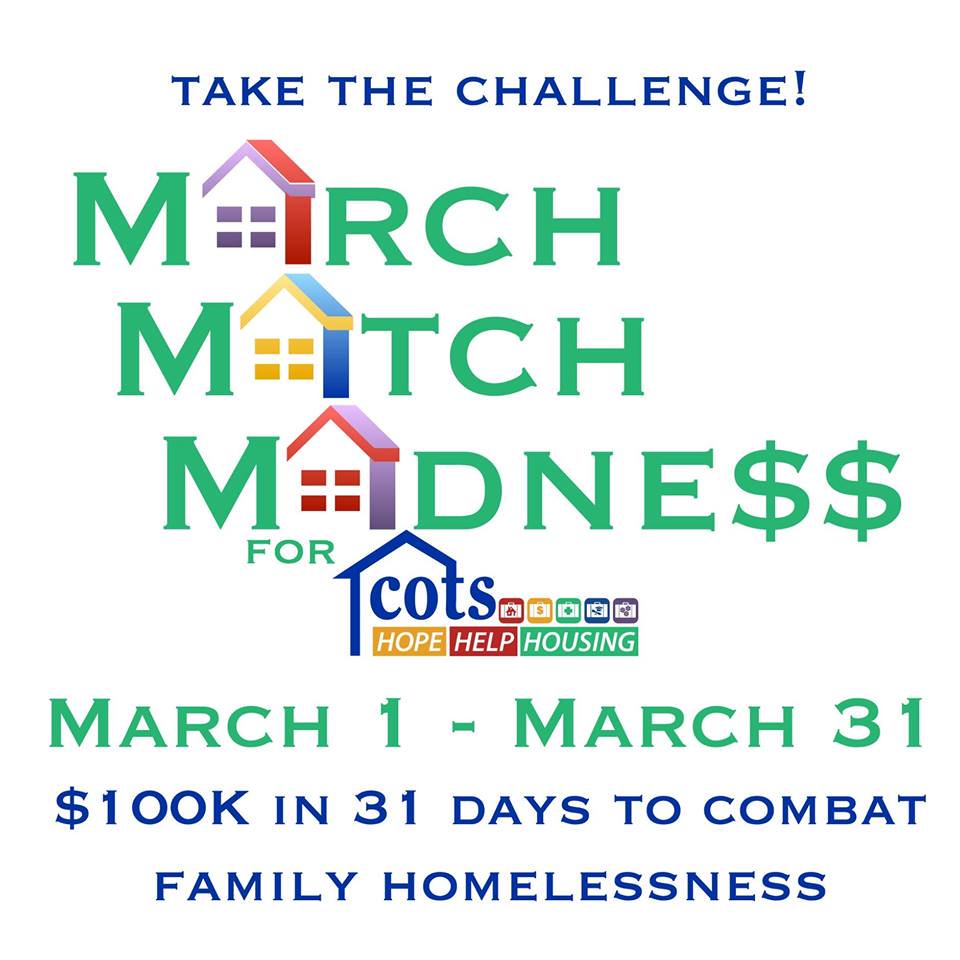 TAKE THE CHALLENGE!
MARCH
MATCH
MADNE$$
FOR
cots
HOPE HELP HOUSING
MARCH 1 - MARCH 31
$100K IN 31 DAYS TO COMBAT
FAMILY HOMELESSNESS